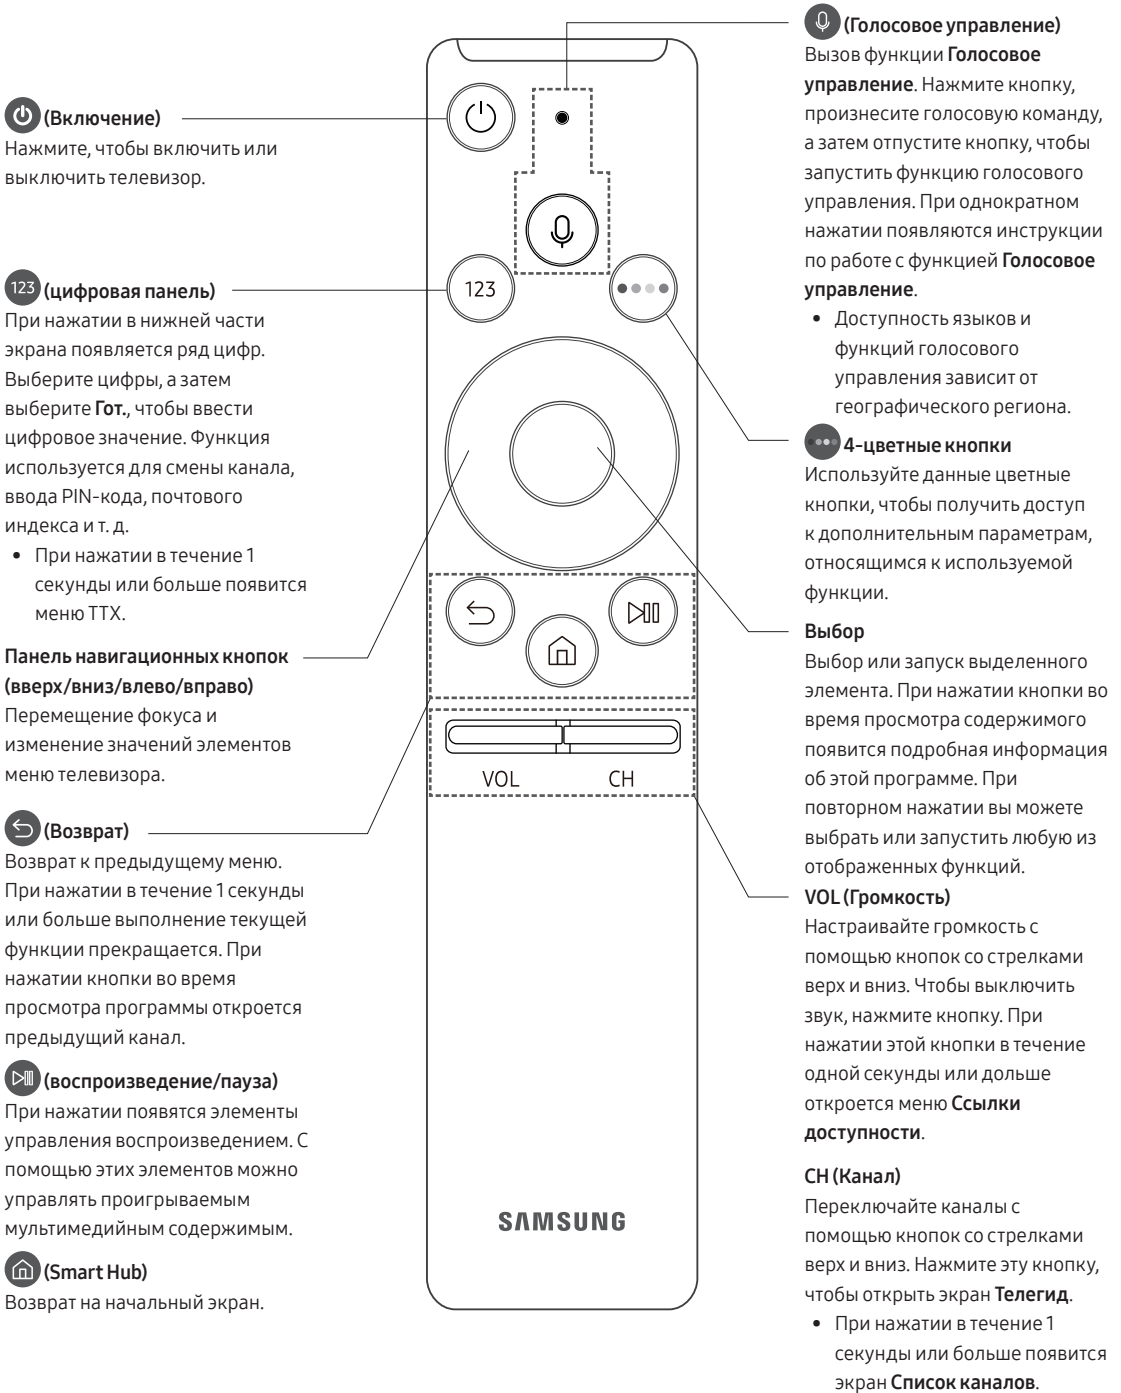 (Включение)
Нажмите, чтобы включить или
выключить телевизор.
123 (цифровая панель)
При нажатии в нижней части
экрана появляется ряд цифр.
Выберите цифры, а затем
выберите Гот., чтобы ввести
цифровое значение. Функция
используется для смены канала,
ввода PIN-кода, почтового
индекса и т. д.
• При нажатии в течение 1
секунды или больше появится
меню TTX.
Панель навигационных кнопок
(вверх/вниз/влево/вправо)
Перемещение фокуса и
изменение значений элементов
меню телевизора.
(Возврат)
Возврат к предыдущему меню.
При нажатии в течение 1 секунды
или больше выполнение текущей
функции прекращается. При
нажатии кнопки во время
просмотра программы откроется
предыдущий канал.
(воспроизведение/пауза)
При нажатии появятся элементы
управления воспроизведением. С
помощью этих элементов можно
управлять проигрываемым
мультимедийным содержимым.
(Smart Hub)
Возврат на начальный экран.
123
VOL CH
SAMSUNG
(Голосовое управление)
Вызов функции Голосовое
управление. Нажмите кнопку,
произнесите голосовую команду,
а затем отпустите кнопку, чтобы
запустить функцию голосового
управления. При однократном
нажатии появляются инструкции
по работе с функцией Голосовое
управление.
• Доступность языков и
функций голосового
управления зависит от
географического региона.
4-цветные кнопки
Используйте данные цветные
кнопки, чтобы получить доступ
к дополнительным параметрам,
относящимся к используемой
функции.
Выбор
Выбор или запуск выделенного
элемента. При нажатии кнопки во
время просмотра содержимого
появится подробная информация
об этой программе. При
повторном нажатии вы можете
выбрать или запустить любую из
отображенных функций.
VOL (Громкость)
Настраивайте громкость с
помощью кнопок со стрелками
верх и вниз. Чтобы выключить
звук, нажмите кнопку. При
нажатии этой кнопки в течение
одной секунды или дольше
откроется меню Ссылки
доступности.
CH (Канал)
Переключайте каналы с
помощью кнопок со стрелками
верх и вниз. Нажмите эту кнопку,
чтобы открыть экран Телегид.
• При нажатии в течение 1
секунды или больше появится
экран Список каналов.